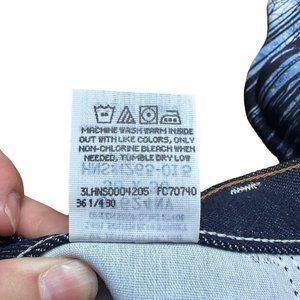 MACHINE WASH WARM INSIDE
OUT WITH LIKE COLORS, ONLY
NON-CHLORINE BLEACH WHEN
NEEDED, TUMBLE DRY LOW
3LHNS0004205 FC70740
36 1/4 30